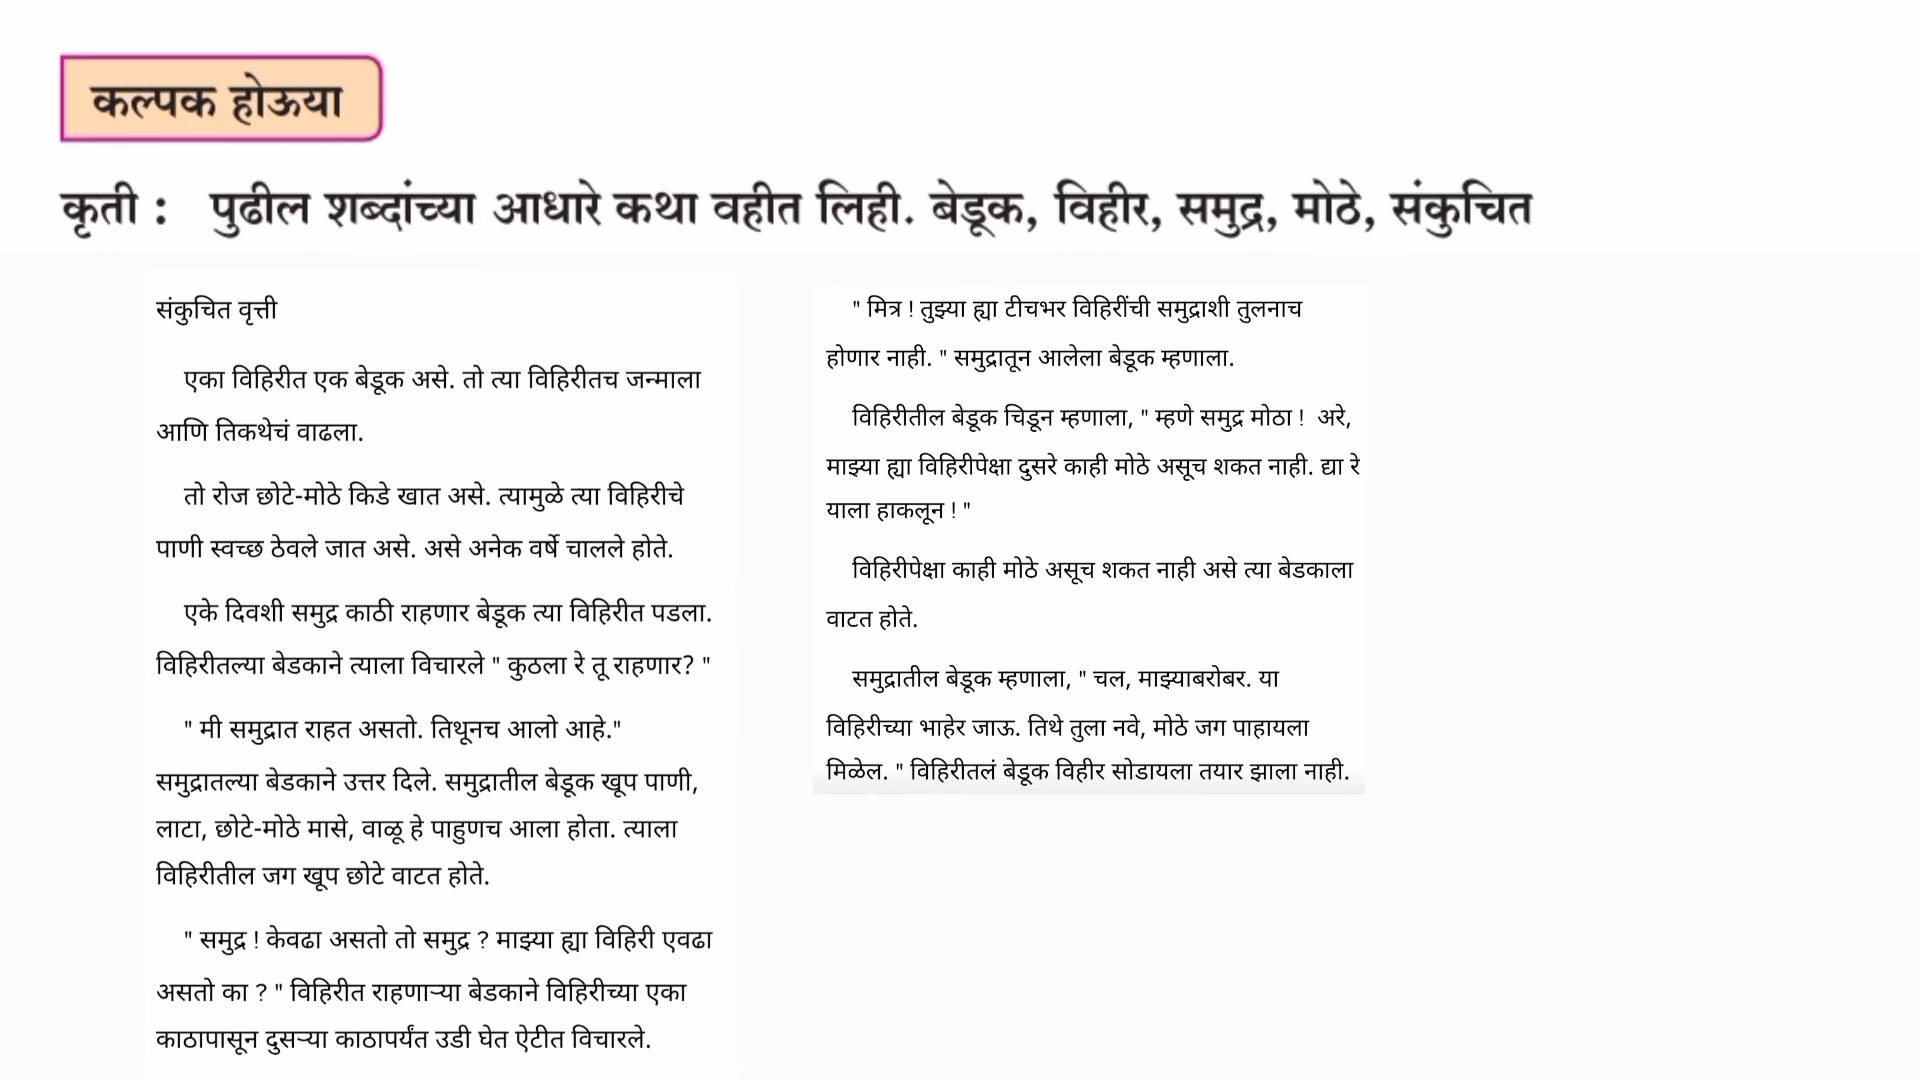 कल्पक होऊया
कृती : पुढील शब्दांच्या आधारे कथा वहीत लिही. बेडूक, विहीर, समुद्र, मोठे, संकुचित
संकुचित वृत्ती
एका विहिरीत एक बेडूक असे. तो त्या विहिरीतच जन्माला
आणि तिकथेचं वाढला.
तो रोज छोटे-मोठे किडे खात असे. त्यामुळे त्या विहिरीचे
पाणी स्वच्छ ठेवले जात असे. असे अनेक वर्षे चालले होते.
एके दिवशी समुद्र काठी राहणार बेडूक त्या विहिरीत पडला.
विहिरीतल्या बेडकाने त्याला विचारले " कुठला रे तू राहणार? "
" मी समुद्रात राहत असतो. तिथूनच आलो आहे."
समुद्रातल्या बेडकाने उत्तर दिले. समुद्रातील बेडूक खूप पाणी,
लाटा, छोटे-मोठे मासे, वाळू हे पाहुणच आला होता. त्याला
विहिरीतील जग खूप छोटे वाटत होते.
" समुद्र ! केवढा असतो तो समुद्र ? माझ्या ह्या विहिरी एवढा
असतो का ? " विहिरीत राहणाऱ्या बेडकाने विहिरीच्या एका
काठापासून दुसऱ्या काठापर्यंत उडी घेत ऐटीत विचारले.
" मित्र ! तुझ्या ह्या टीचभर विहिरींची समुद्राशी तुलनाच
होणार नाही. " समुद्रातून आलेला बेडूक म्हणाला.
विहिरीतील बेडूक चिडून म्हणाला, " म्हणे समुद्र मोठा ! अरे,
माझ्या ह्या विहिरीपेक्षा दुसरे काही मोठे असूच शकत नाही. द्या रे
याला हाकलून ! "
विहिरीपेक्षा काही मोठे असूच शकत नाही असे त्या बेडकाला
वाटत होते.
समुद्रातील बेडूक म्हणाला, " चल, माझ्याबरोबर. या
विहिरीच्या भाहेर जाऊ. तिथे तुला नवे, मोठे जग पाहायला
मिळेल. " विहिरीतलं बेडूक विहीर सोडायला तयार झाला नाही.